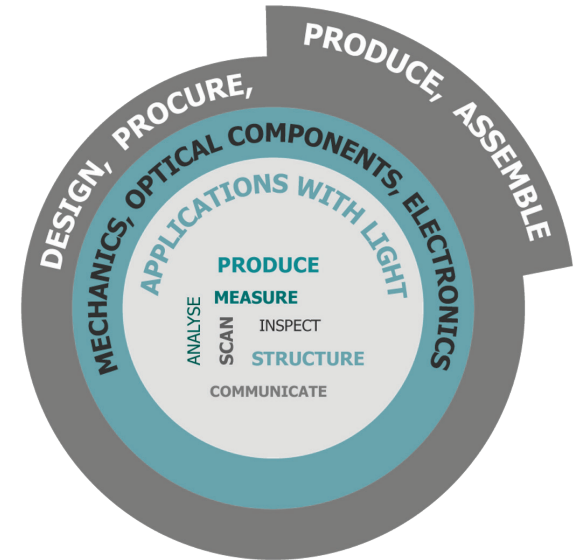 DESIGN, PROCURE,
PRODUCE, ASSEMBLE
MECHANICS, OPTICAL COMPONENTS, ELECTRONICS
APPLICATIONS WITH LIGHT
PRODUCE
MEASURE
ANALYSE
SCAN
INSPECT
STRUCTURE
COMMUNICATE